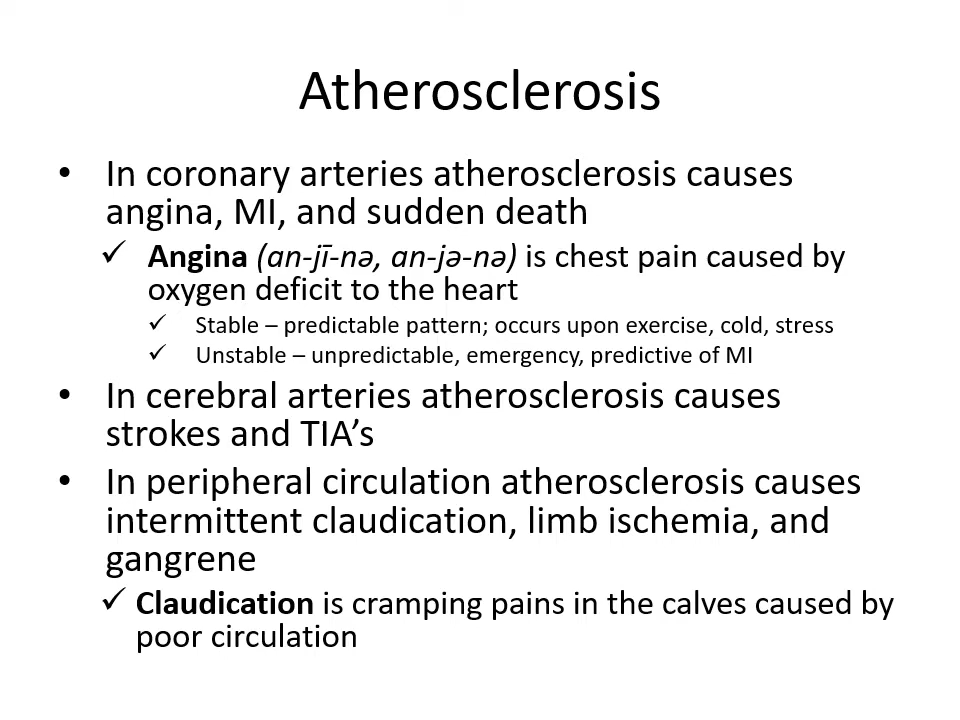 Atherosclerosis
• In coronary arteries atherosclerosis causes
angina, MI, and sudden death
✓ Angina (ɑn-jī-nə, ɑn-jə-nə) is chest pain caused by
oxygen deficit to the heart
✓ Stable – predictable pattern; occurs upon exercise, cold, stress
✓ Unstable – unpredictable, emergency, predictive of MI
• In cerebral arteries atherosclerosis causes
strokes and TIA’s
• In peripheral circulation atherosclerosis causes
intermittent claudication, limb ischemia, and
gangrene
✓ Claudication is cramping pains in the calves caused by
poor circulation